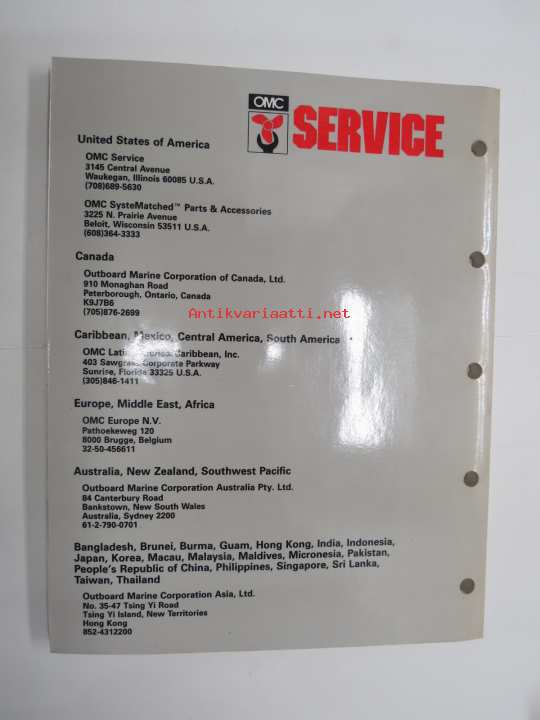 OMC
SERVICE
United States of America
OMC Service
3145 Central Avenue
Waukegan, Illinois 60085 U.S.A.
(708)689-5630
OMC SysteMatched™ Parts & Accessories
3225 N. Prairie Avenue
Beloit, Wisconsin 53511 U.S.A.
(608)364-3333
Canada
Outboard Marine Corporation of Canada, Ltd.
910 Monaghan Road
Peterborough, Ontario, Canada
K9J7B6
(705)876-2699
Antikvariaatti.net
Caribbean, Mexico, Central America, South America
OMC Latin America/Caribbean, Inc.
403 Sawgrass Corporate Parkway
Sunrise, Florida 33325 U.S.A.
(305)846-1411
Europe, Middle East, Africa
OMC Europe N.V.
Pathoekeweg 120
8000 Brugge, Belgium
32-50-456611
Australia, New Zealand, Southwest Pacific
Outboard Marine Corporation Australia Pty. Ltd.
84 Canterbury Road
Bankstown, New South Wales
Australia, Sydney 2200
61-2-790-0701
Bangladesh, Brunei, Burma, Guam, Hong Kong, India, Indonesia,
Japan, Korea, Macau, Malaysia, Maldives, Micronesia, Pakistan,
People's Republic of China, Philippines, Singapore, Sri Lanka,
Taiwan, Thailand
Outboard Marine Corporation Asia, Ltd.
No. 35-47 Tsing Yi Road
Tsing Yi Island, New Territories
Hong Kong
852-4312200